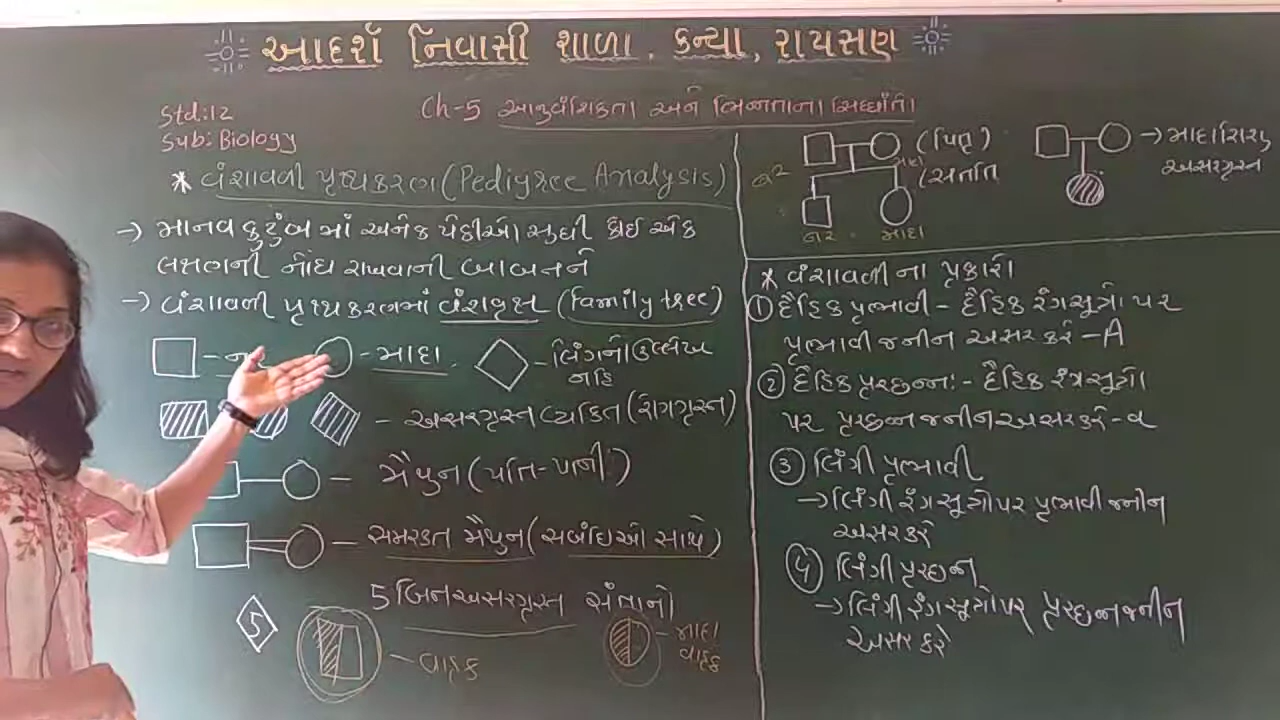 આદર્શ નિવાસી શાળા, કન્યા, રાયસણ
Std:12
Sub: Biology
Ch-5 આનુવંશિકતા અને ભિન્નતાના સિદ્ધાંતો
* વંશાવળી પૃથ્થકરણ (Pedigree Analysis)
→ માનવ કુટુંબમાં અનેક પેઢીઓ સુધી કોઈ એક
લક્ષણની નોંધ રાખવાની બાબતને
→ વંશાવળી પૃથ્થકરણમાં વંશવૃક્ષ (Family tree)
- નર
- માદા
- લિંગનો ઉલ્લેખ
નહિ
- અસરગ્રસ્ત વ્યક્તિ (રોગગ્રસ્ત)
- મૈથુન (પતિ-પત્ની)
- સમરક્ત મૈથુન (સબંધીઓ સાથે)
5 બિનઅસરગ્રસ્ત સંતાનો
5
- વાહક
- માદા
વાહક
(પિતૃ)
(સંતતિ
નર
માદા
→ માદા શિશુ
અસરગ્રસ્ત
* વંશાવળી ના પ્રકારો
① દૈહિક પ્રભાવી - દૈહિક રંગસૂત્રો પર
પ્રભાવી જનીન અસર કરે - A
② દૈહિક પ્રચ્છન્ન :- દૈહિક રંગસૂત્રો
પર પ્રચ્છન્ન જનીન અસર કરે - a
③ લિંગી પ્રભાવી
→ લિંગી રંગસૂત્રો પર પ્રભાવી જનીન
અસર કરે
④ લિંગી પ્રચ્છન્ન
→ લિંગી રંગસૂત્રો પર પ્રચ્છન્ન જનીન
અસર કરે